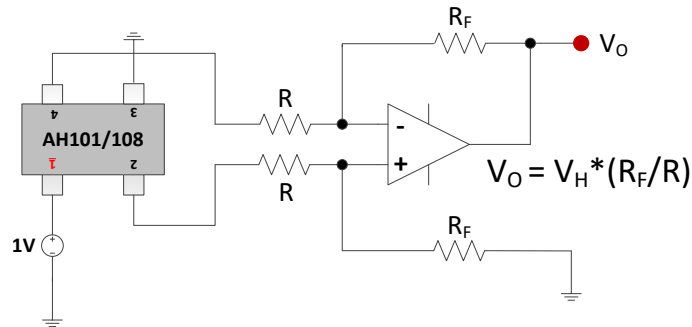 R_F
V_O
4 3
R
AH101/108
-
1 2
+
R
V_O = V_H*(R_F/R)
1V
+
-
R_F